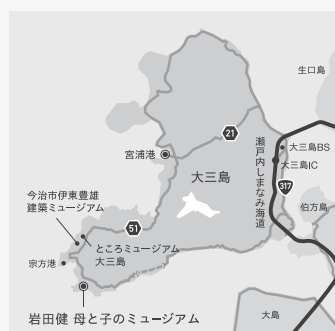 生口島
21
宮浦港
瀬戸内しまなみ海道
大三島BS
大三島IC
大三島
317
伯方島
今治市伊東豊雄
建築ミュージアム
51
ところミュージアム
大三島
宗方港
岩田健 母と子のミュージアム
大島